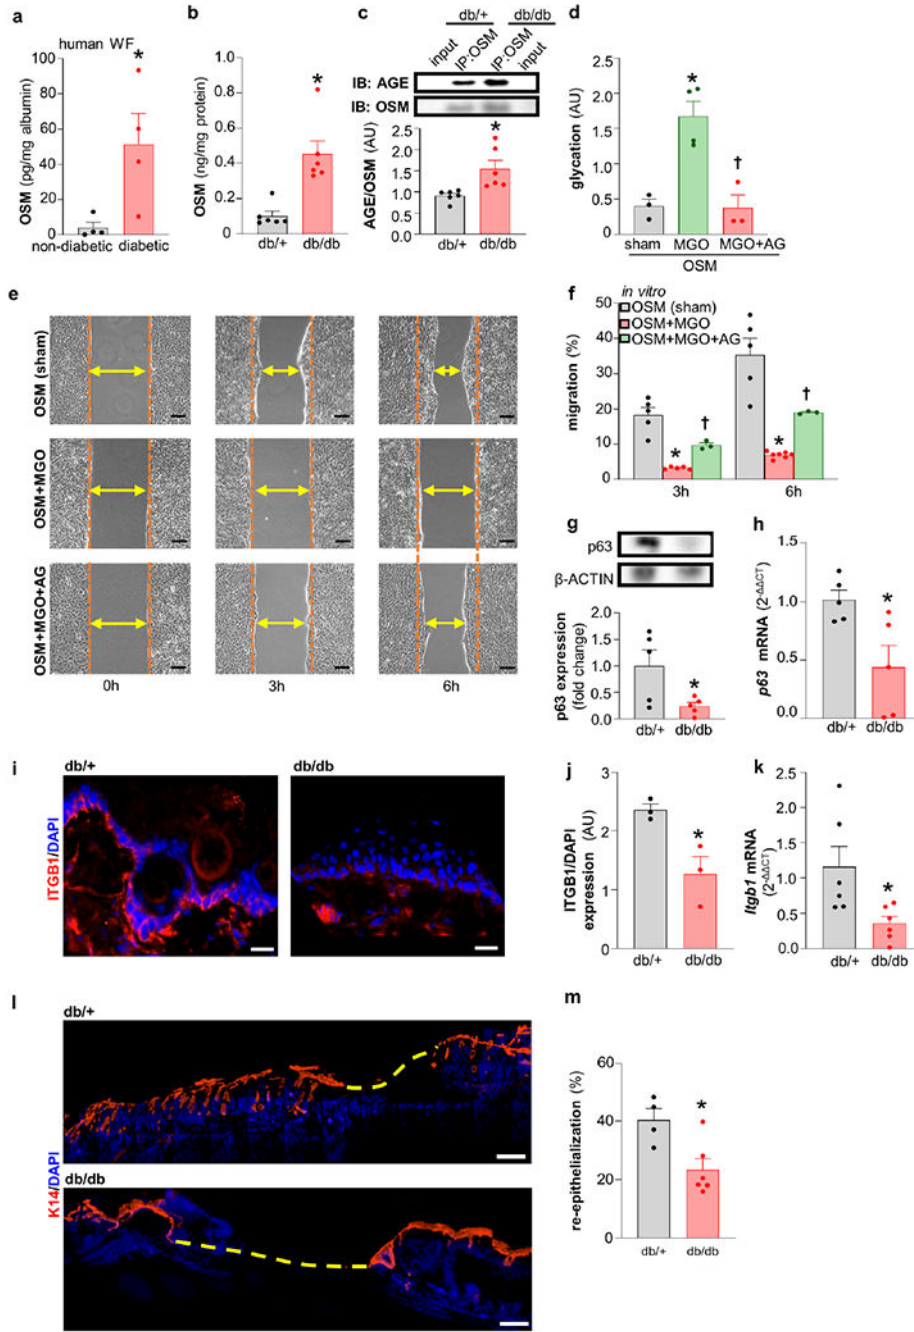 a
human WF
OSM (pg/mg albumin)
100
80
60
40
20
0
*
non-diabetic diabetic
b
OSM (ng/mg protein)
1.0
0.8
0.6
0.4
0.2
0
*
db/+ db/db
c
db/+ db/db
input IP:OSM IP:OSM input
IB: AGE
IB: OSM
AGE/OSM (AU)
2.5
2.0
1.5
1.0
0.5
0.0
*
db/+ db/db
d
glycation (AU)
2.5
2.0
1.5
1.0
0.5
0
*
†
sham MGO MGO+AG
OSM
e
OSM (sham)
OSM+MGO
OSM+MGO+AG
0h 3h 6h
f
in vitro
OSM (sham)
OSM+MGO
OSM+MGO+AG
migration (%)
50
40
30
20
10
0
* † * †
3h 6h
g
p63
β-ACTIN
p63 expression
(fold change)
2.0
1.5
1.0
0.5
0.0
*
db/+ db/db
h
p63 mRNA (2-ΔΔCT)
1.5
1.0
0.5
0.0
*
db/+ db/db
i
db/+ db/db
ITGB1/DAPI
j
ITGB1/DAPI
expression (AU)
3
2
1
0
*
db/+ db/db
k
Itgb1 mRNA
(2-ΔΔCT)
2.5
2.0
1.5
1.0
0.5
0.0
*
db/+ db/db
l
db/+
db/db
K14/DAPI
m
re-epithelialization (%)
60
40
20
0
*
db/+ db/db